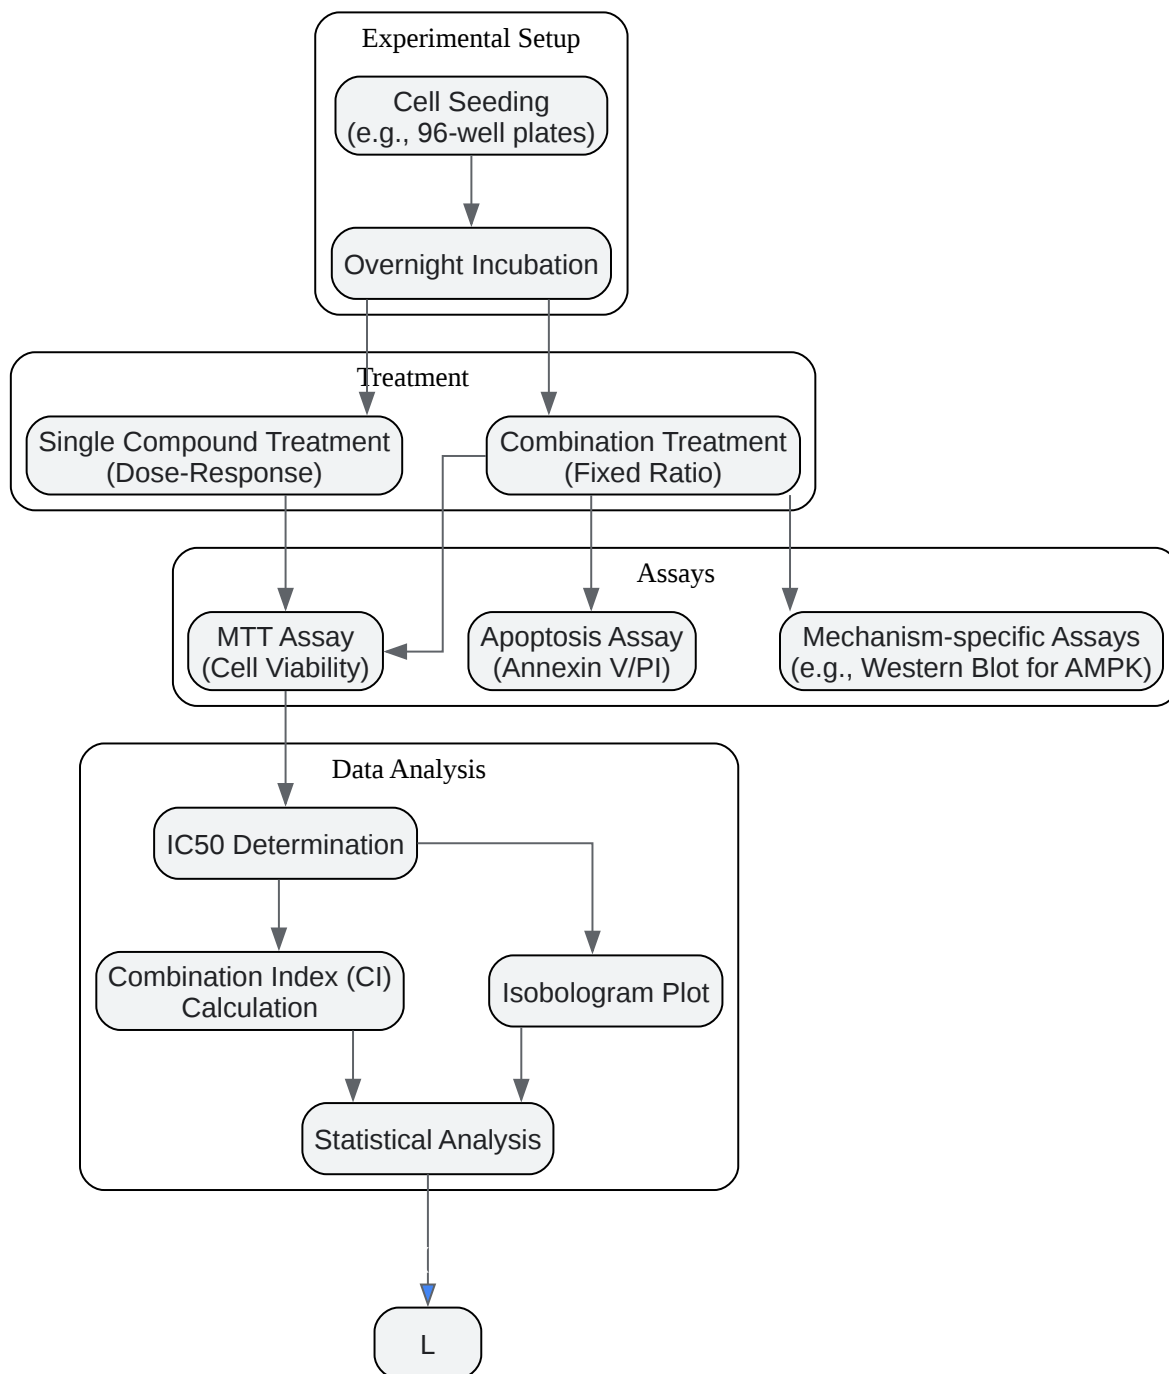 Experimental Setup
Cell Seeding
(e.g., 96-well plates)
Overnight Incubation
Treatment
Single Compound Treatment
(Dose-Response)
Combination Treatment
(Fixed Ratio)
Assays
MTT Assay
(Cell Viability)
Apoptosis Assay
(Annexin V/PI)
Mechanism-specific Assays
(e.g., Western Blot for AMPK)
Data Analysis
IC50 Determination
Combination Index (CI)
Calculation
Isobologram Plot
Statistical Analysis
L